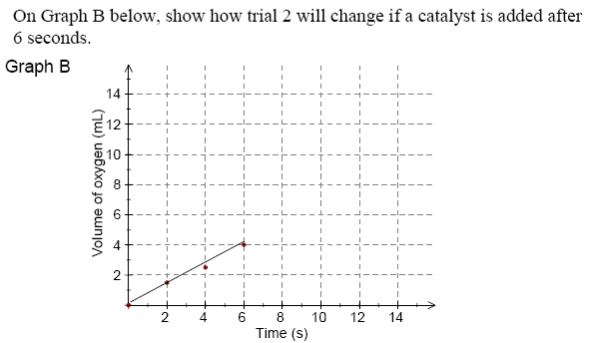 On Graph B below, show how trial 2 will change if a catalyst is added after
6 seconds.
Graph B
Volume of oxygen (mL)
14
12
10
8
6
4
2
2 4 6 8 10 12 14
Time (s)